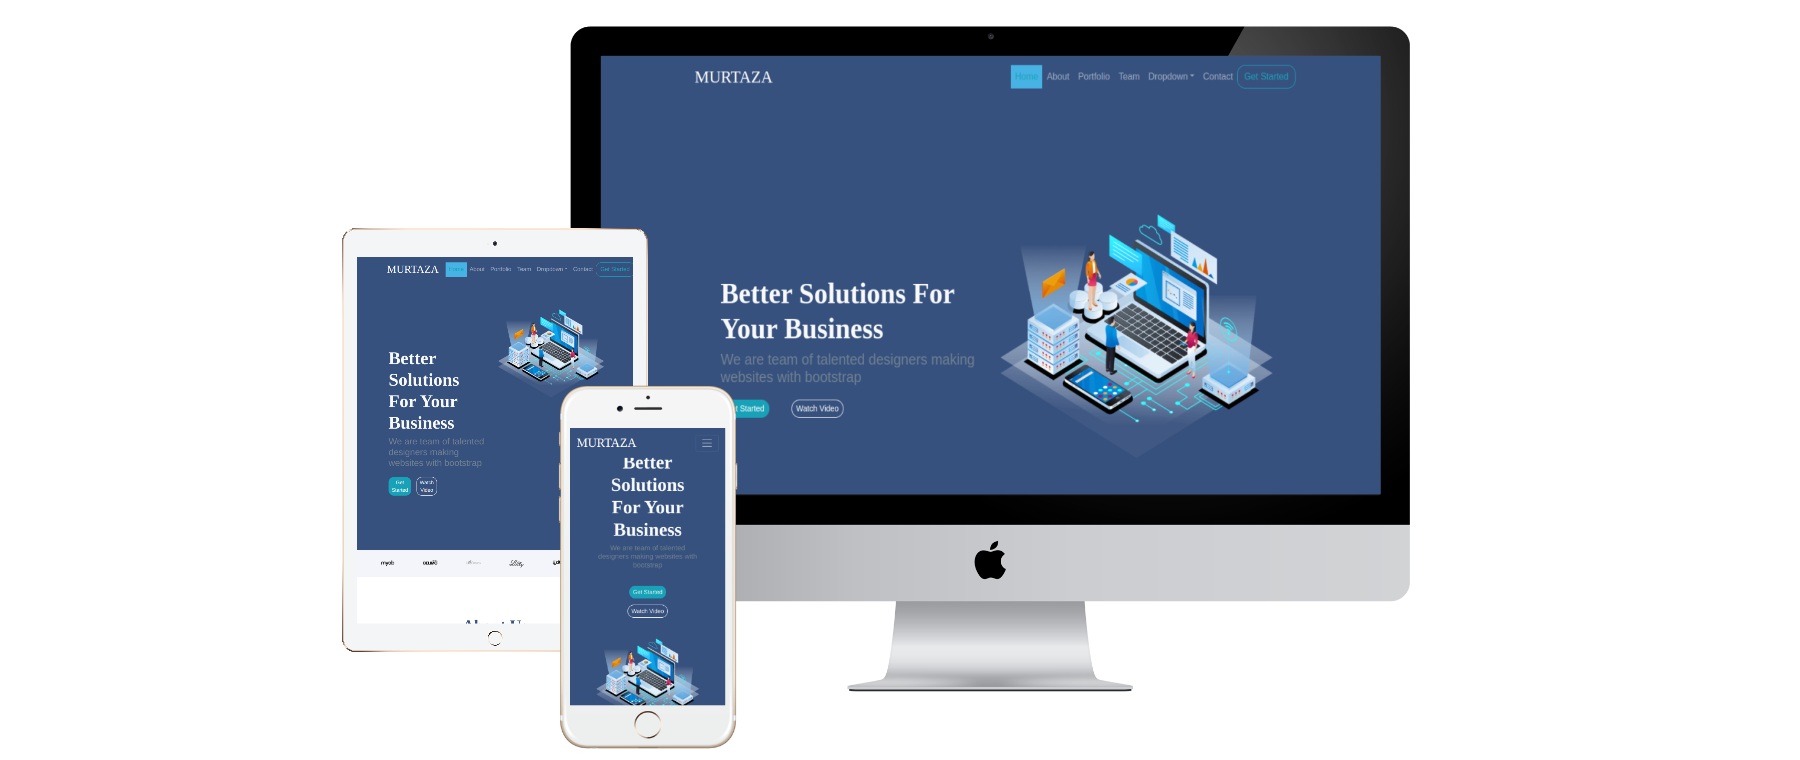 MURTAZA
Home About Portfolio Team Dropdown Contact Get Started
Better Solutions For
Your Business
We are team of talented designers making
websites with bootstrap
t Started Watch Video
MURTAZA
Home About Portfolio Team Dropdown Contact Get Started
Better
Solutions
For Your
Business
We are team of talented
designers making
websites with bootstrap
Get
Started
Watch
Video
myob
Lilly
MURTAZA
Better
Solutions
For Your
Business
We are team of talented
designers making websites with
bootstrap
Get Started
Watch Video